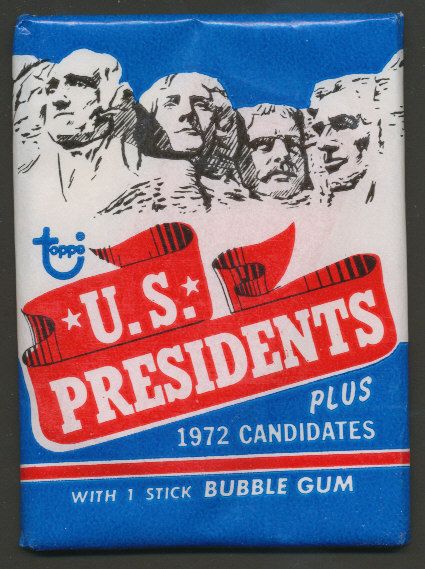 Topps®
U.S.
PRESIDENTS
PLUS
1972 CANDIDATES
WITH 1 STICK BUBBLE GUM